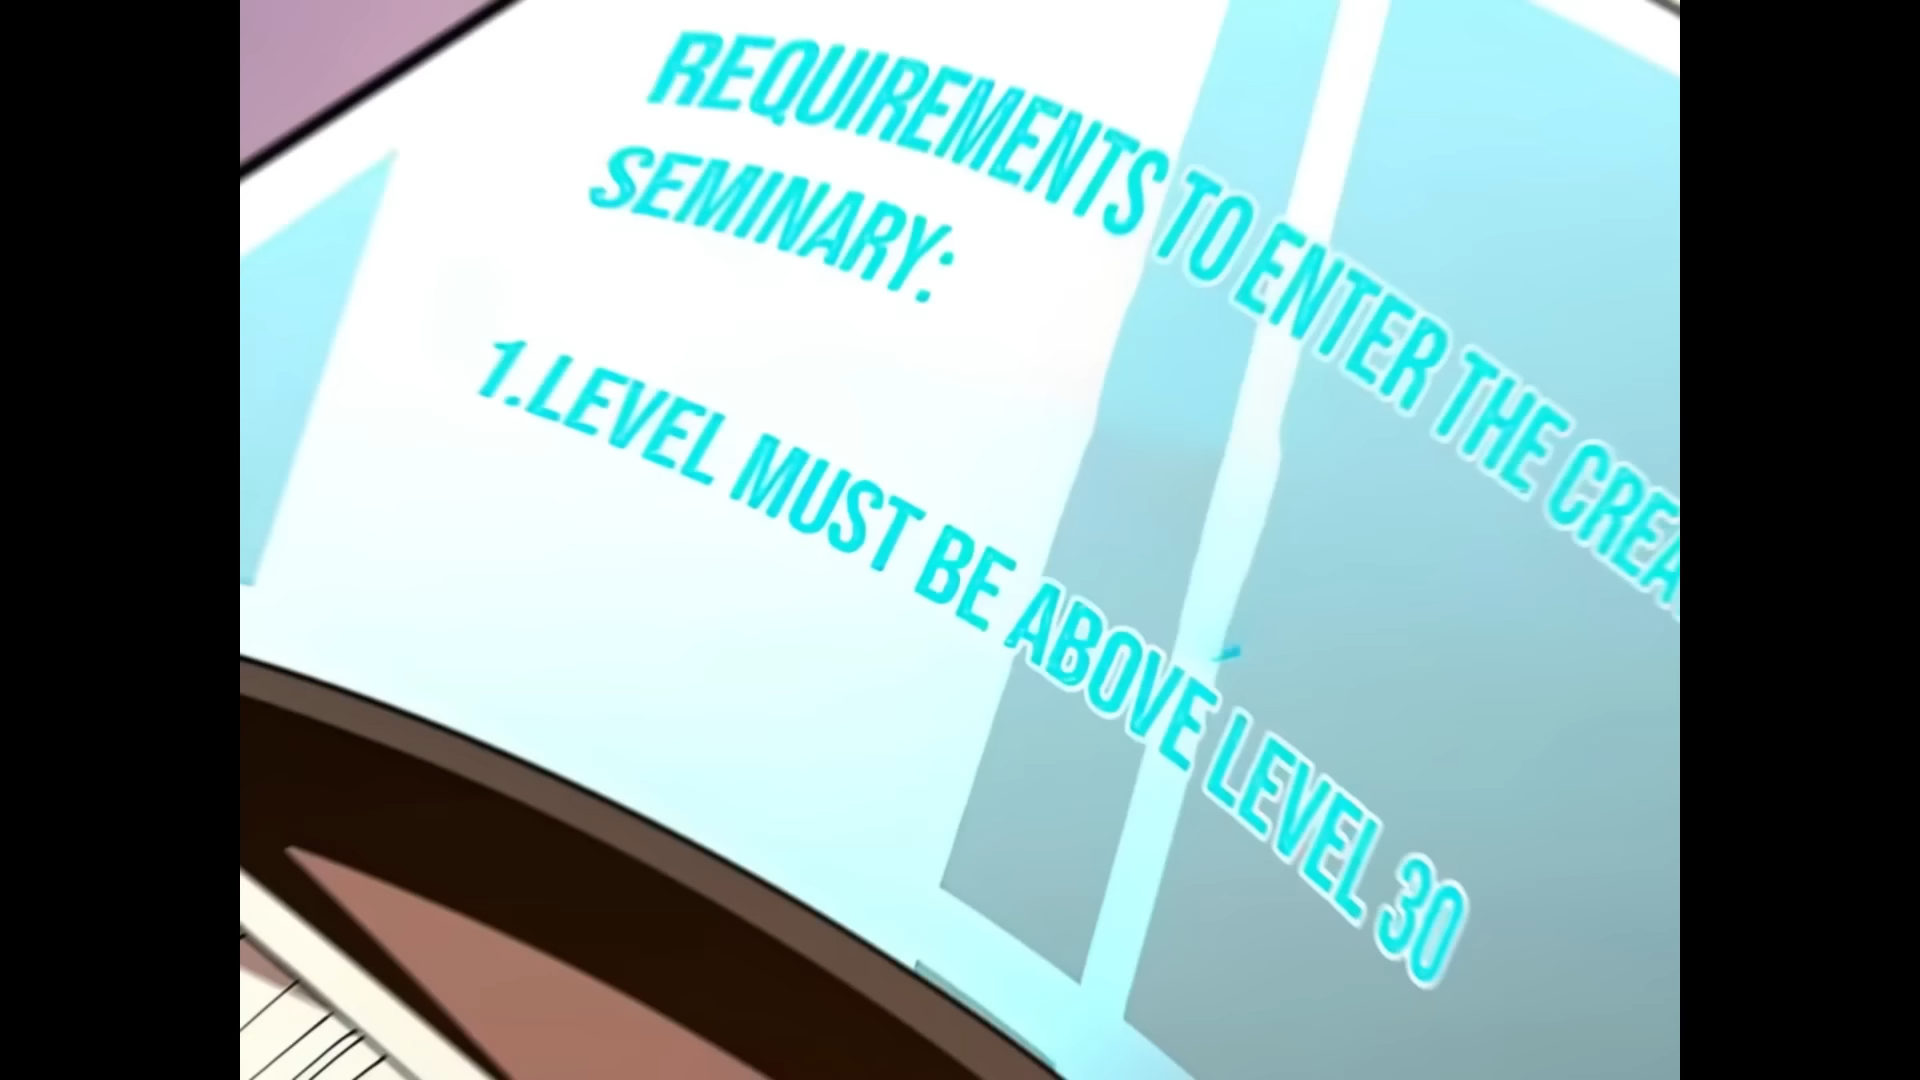 REQUIREMENTS TO ENTER THE
SEMINARY:
1.LEVEL MUST BE ABOVE LEVEL 30